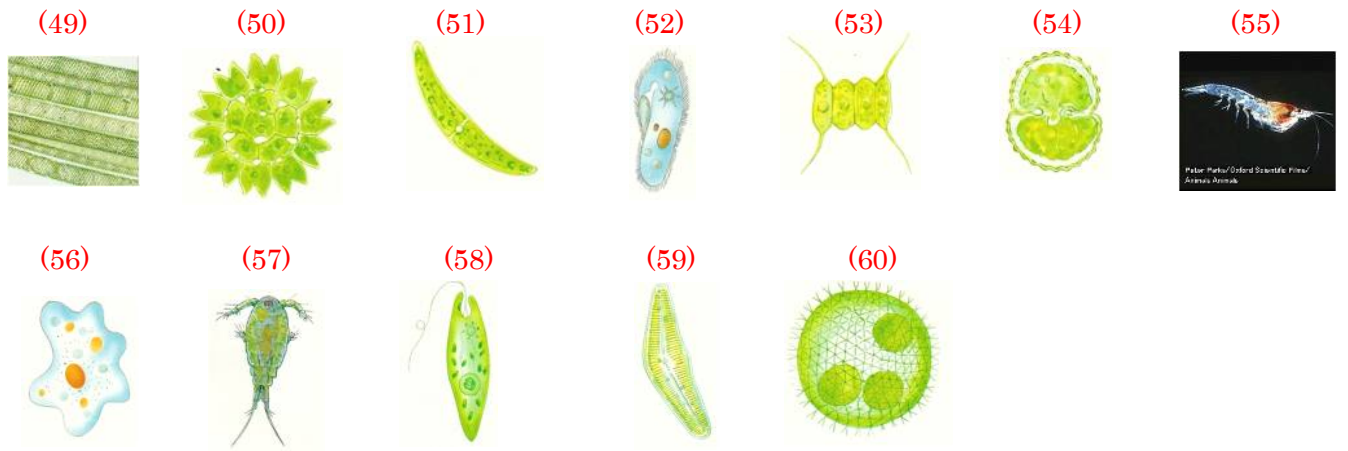 (49) (50) (51) (52) (53) (54) (55)
Peter Parks/Oxford Scientific Films/
Animals Animals
(56) (57) (58) (59) (60)